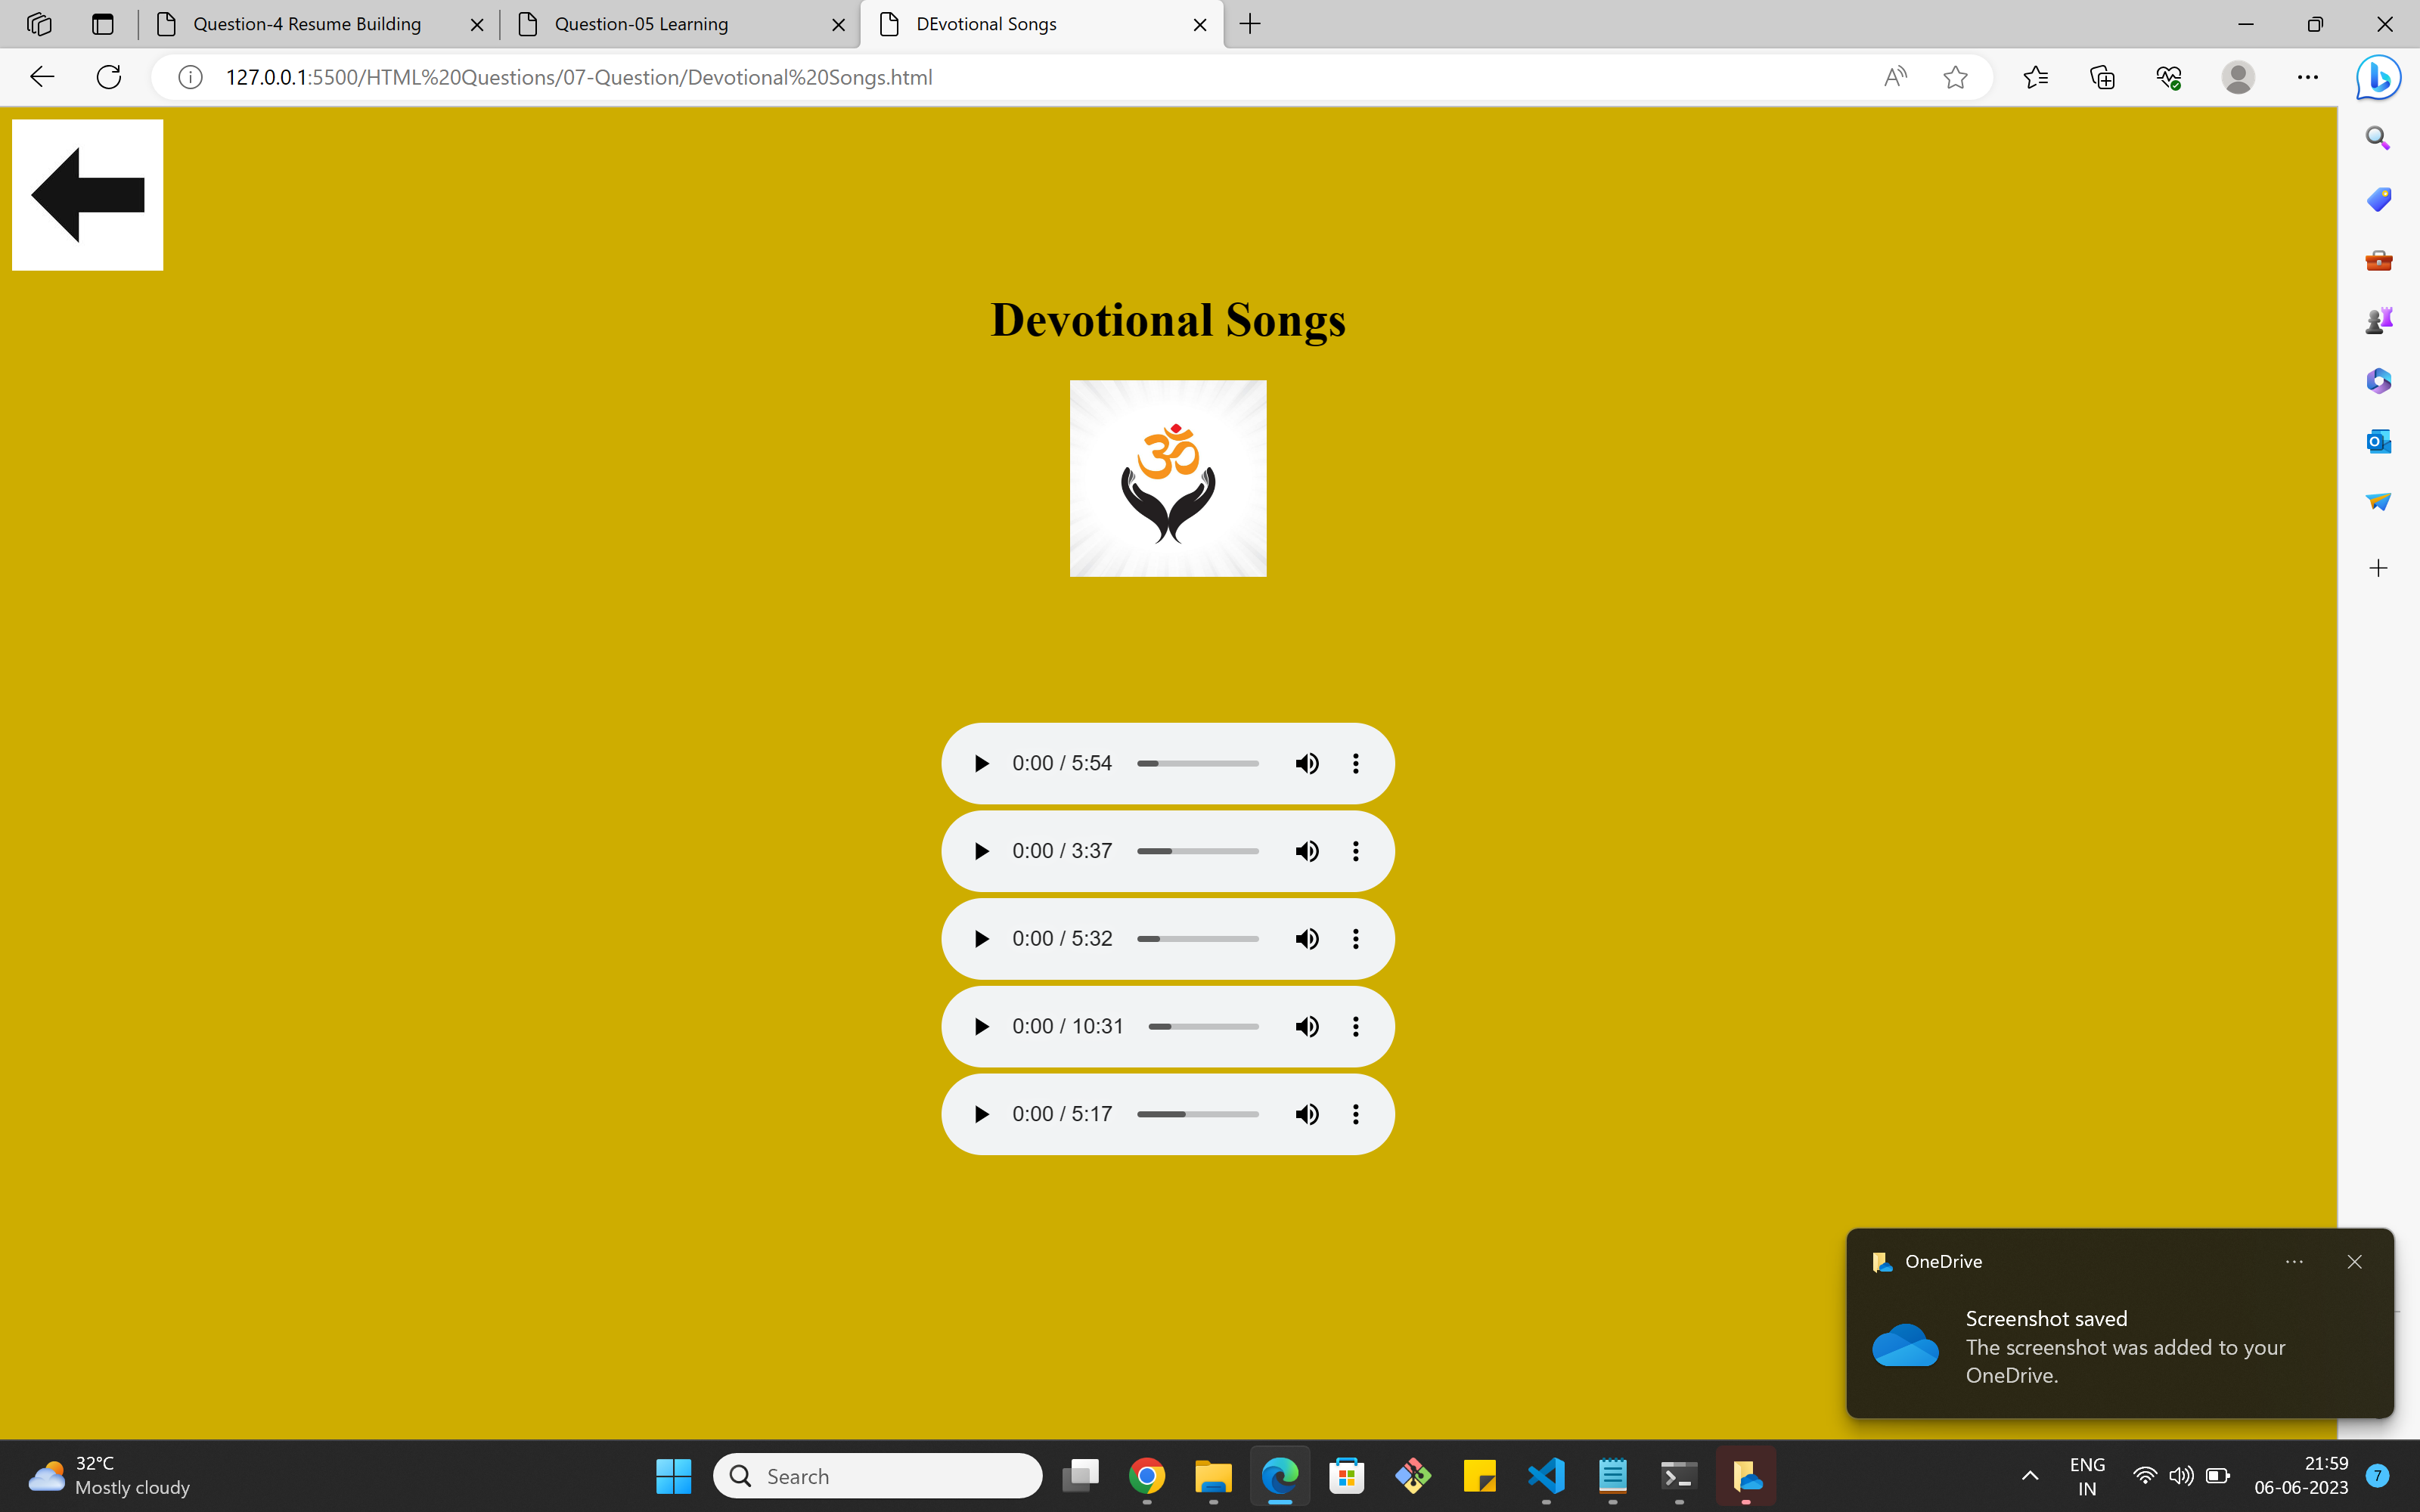 Question-4 Resume Building
Question-05 Learning
DEvotional Songs
127.0.0.1:5500/HTML%20Questions/07-Question/Devotional%20Songs.html
Devotional Songs
ॐ
0:00 / 5:54
0:00 / 3:37
0:00 / 5:32
0:00 / 10:31
0:00 / 5:17
OneDrive
Screenshot saved
The screenshot was added to your
OneDrive.
32°C
Mostly cloudy
Search
ENG
IN
21:59
06-06-2023
7